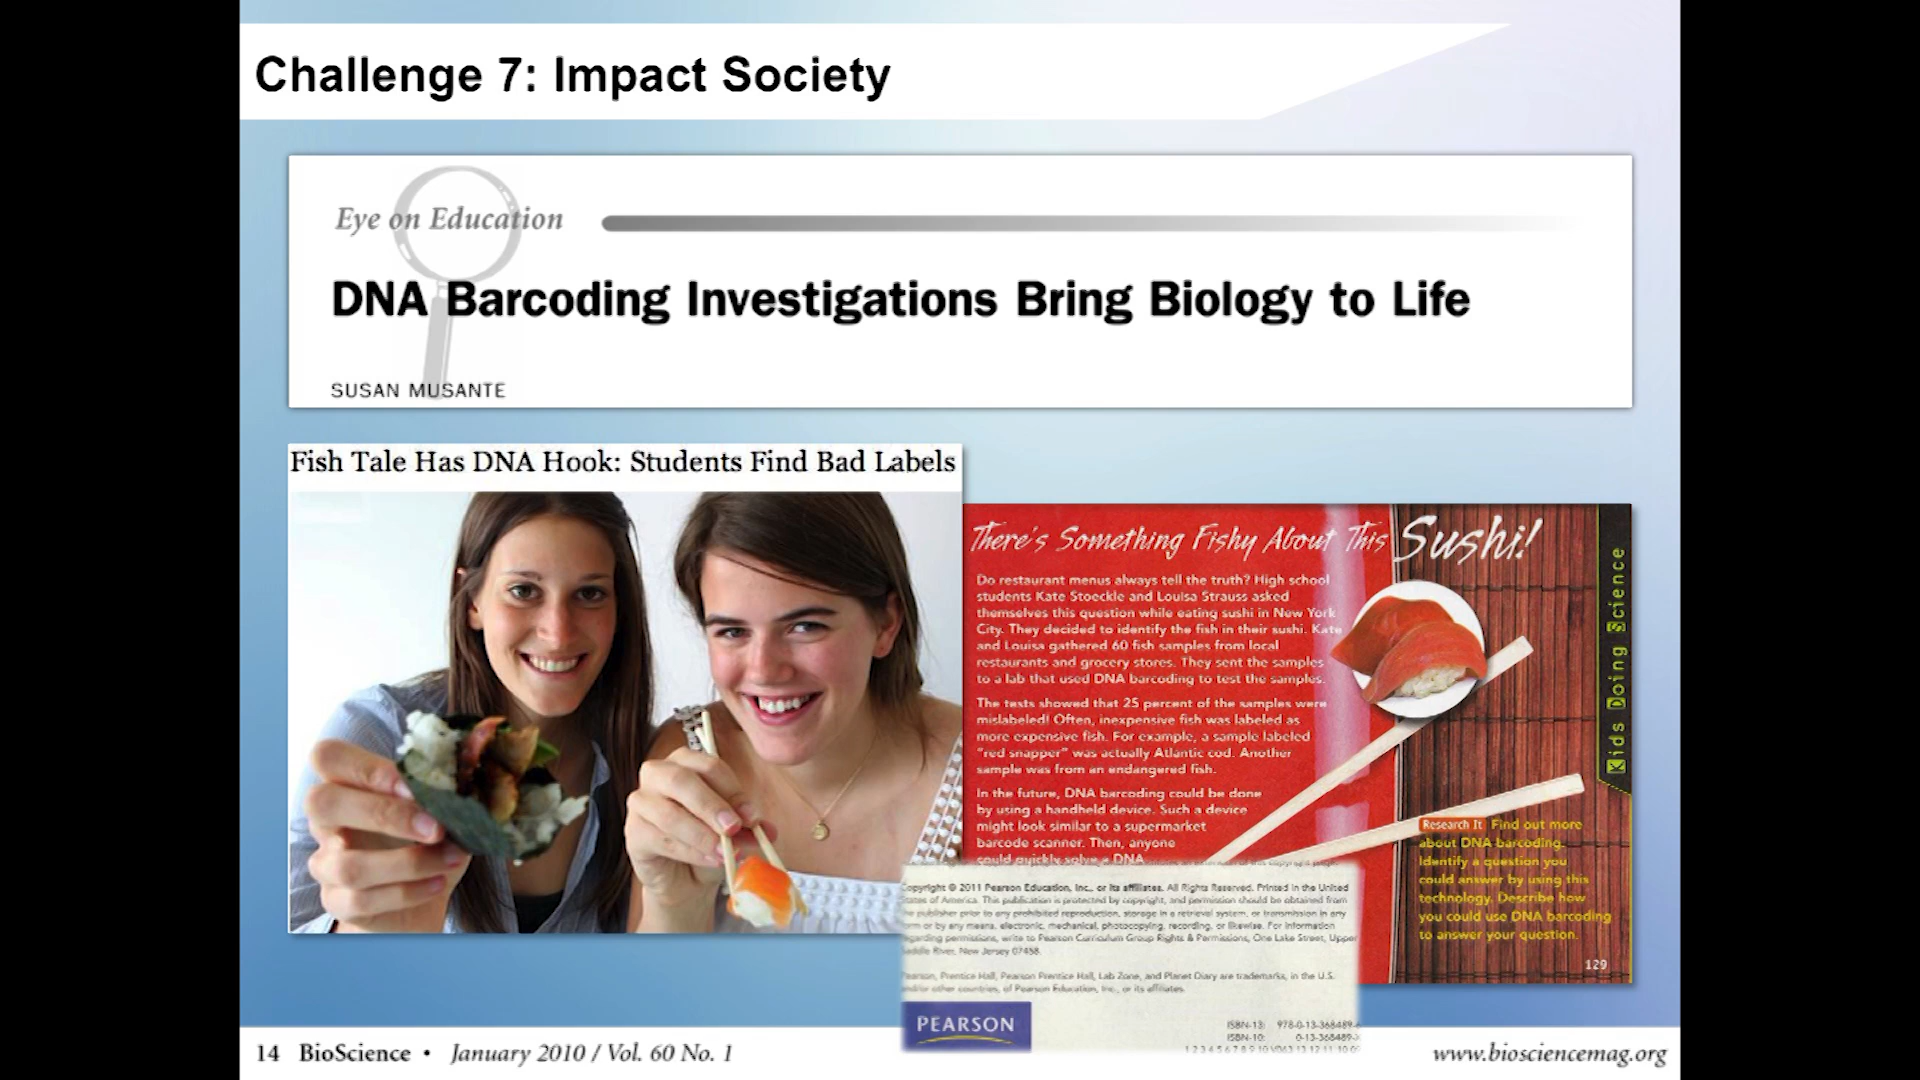 Challenge 7: Impact Society
Eye on Education
DNA Barcoding Investigations Bring Biology to Life
SUSAN MUSANTE
Fish Tale Has DNA Hook: Students Find Bad Labels
There's Something Fishy About This Sushi!
Do restaurant menus always tell the truth? High school
students Kate Stoeckle and Louisa Strauss asked
themselves this question while eating sushi in New York
City. They decided to identify the fish in their sushi. Kate
and Louisa gathered 60 fish samples from local
restaurants and grocery stores. They sent the samples
to a lab that used DNA barcoding to test the samples.
The tests showed that 25 percent of the samples were
mislabeled! Often, inexpensive fish was labeled as
more expensive fish. For example, a sample labeled
"red snapper" was actually Atlantic cod. Another
sample was from an endangered fish.
In the future, DNA barcoding could be done
by using a handheld device. Such a device
might look similar to a supermarket
barcode scanner. Then, anyone
could quickly solve a DNA
Kids Doing Science
Research It Find out more
about DNA barcoding.
Identify a question you
could answer by using this
technology. Describe how
you could use DNA barcoding
to answer your question.
129
Copyright © 2011 Pearson Education, Inc., or its affiliates. All Rights Reserved. Printed in the United
States of America. This publication is protected by copyright, and permission should be obtained from
the publisher prior to any prohibited reproduction, storage in a retrieval system, or transmission in any
form or by any means, electronic, mechanical, photocopying, recording, or likewise. For information
regarding permissions, write to Pearson Curriculum Group Rights & Permissions, One Lake Street, Upper
Saddle River, New Jersey 07458.
Pearson, Prentice Hall, Pearson Prentice Hall, Lab Zone, and Planet Diary are trademarks, in the U.S.
and/or other countries, of Pearson Education, Inc., or its affiliates.
PEARSON
ISBN-13: 978-0-13-368489-
ISBN-10: 0-13-368489-
14 BioScience • January 2010 / Vol. 60 No. 1
www.biosciencemag.org